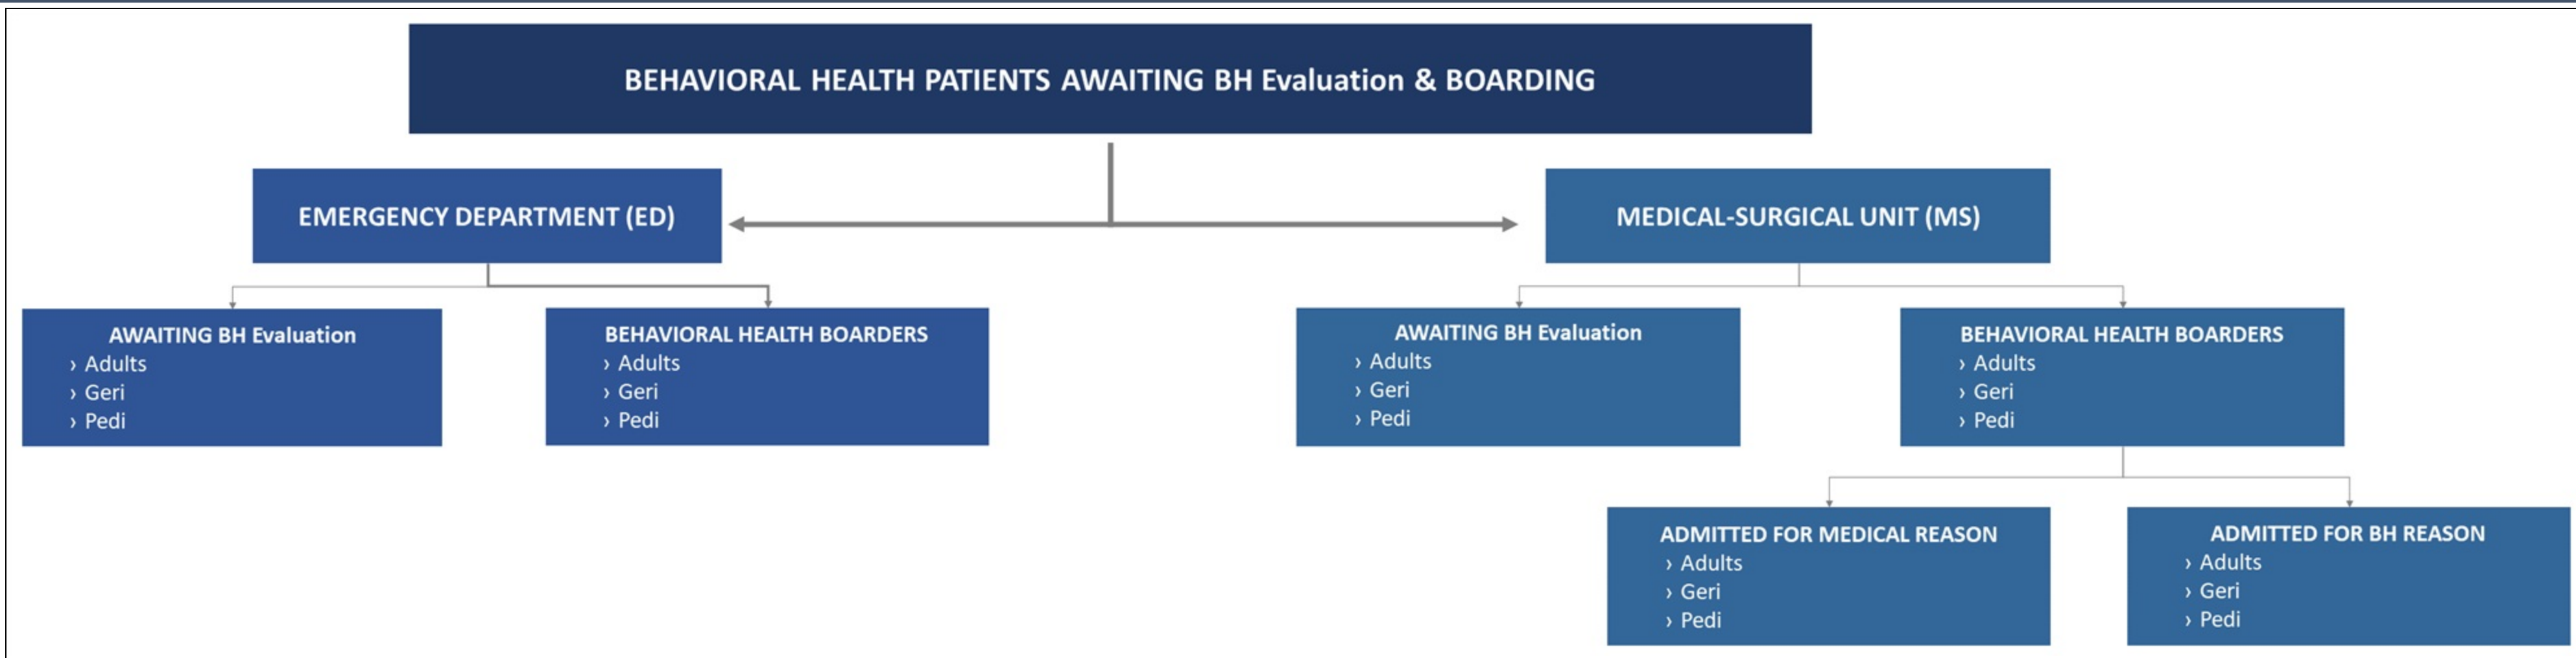 BEHAVIORAL HEALTH PATIENTS AWAITING BH Evaluation & BOARDING
EMERGENCY DEPARTMENT (ED)
MEDICAL-SURGICAL UNIT (MS)
AWAITING BH Evaluation
› Adults
› Geri
› Pedi
BEHAVIORAL HEALTH BOARDERS
› Adults
› Geri
› Pedi
AWAITING BH Evaluation
› Adults
› Geri
› Pedi
BEHAVIORAL HEALTH BOARDERS
› Adults
› Geri
› Pedi
ADMITTED FOR MEDICAL REASON
› Adults
› Geri
› Pedi
ADMITTED FOR BH REASON
› Adults
› Geri
› Pedi